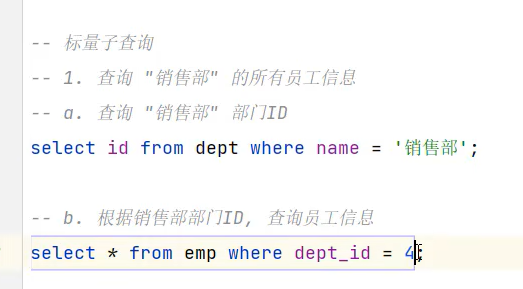 -- 标量子查询
-- 1. 查询 "销售部" 的所有员工信息
-- a. 查询 "销售部" 部门ID
select id from dept where name = '销售部';
-- b. 根据销售部部门ID, 查询员工信息
select * from emp where dept_id = 4;